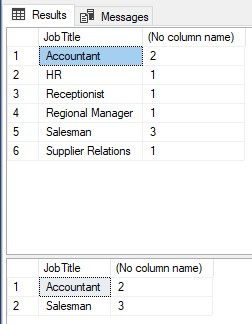 Results Messages
JobTitle (No column name)
1 Accountant 2
2 HR 1
3 Receptionist 1
4 Regional Manager 1
5 Salesman 3
6 Supplier Relations 1
JobTitle (No column name)
1 Accountant 2
2 Salesman 3